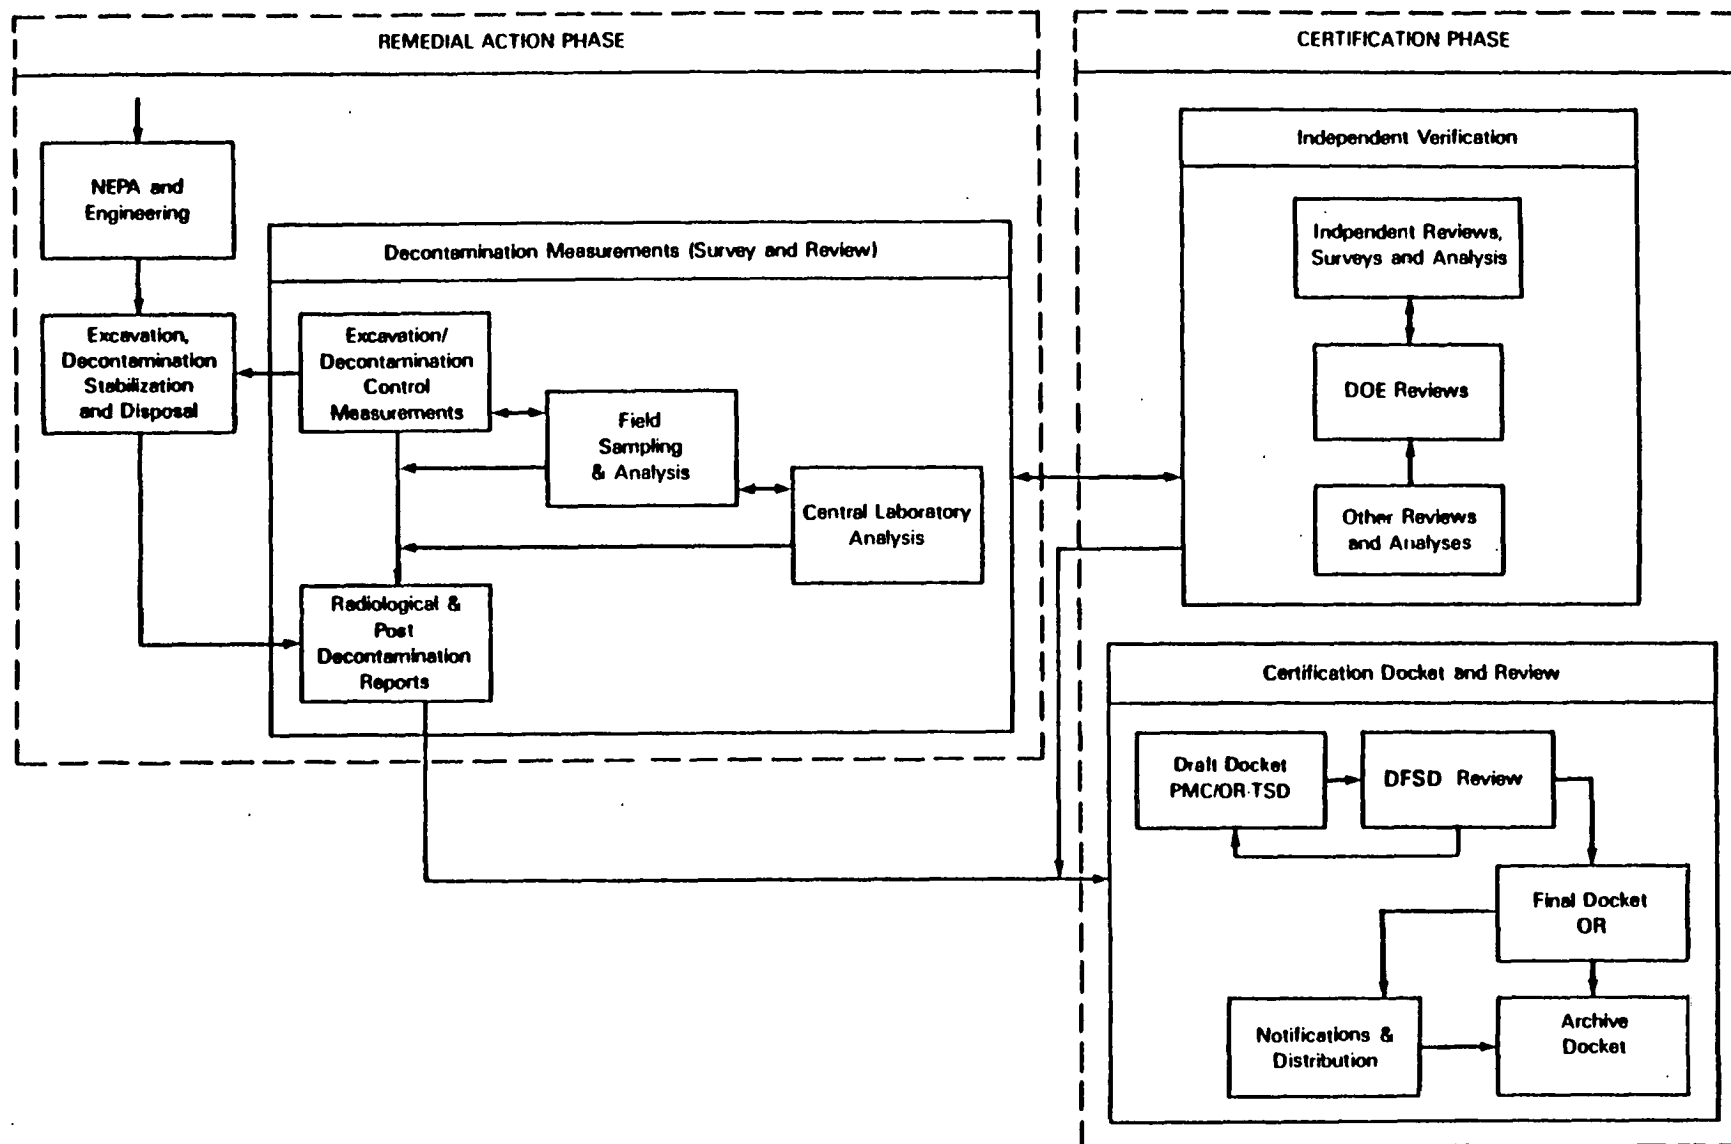 REMEDIAL ACTION PHASE
NEPA and
Engineering
Excavation,
Decontamination
Stabilization
and Disposal
Decontamination Measurements (Survey and Review)
Excavation/
Decontamination
Control
Measurements
Field
Sampling
& Analysis
Central Laboratory
Analysis
Radiological &
Post
Decontamination
Reports
CERTIFICATION PHASE
Independent Verification
Indpendent Reviews,
Surveys and Analysis
DOE Reviews
Other Reviews
and Analyses
Certification Docket and Review
Draft Docket
PMC/OR-TSD
DFSD Review
Final Docket
OR
Notifications &
Distribution
Archive
Docket